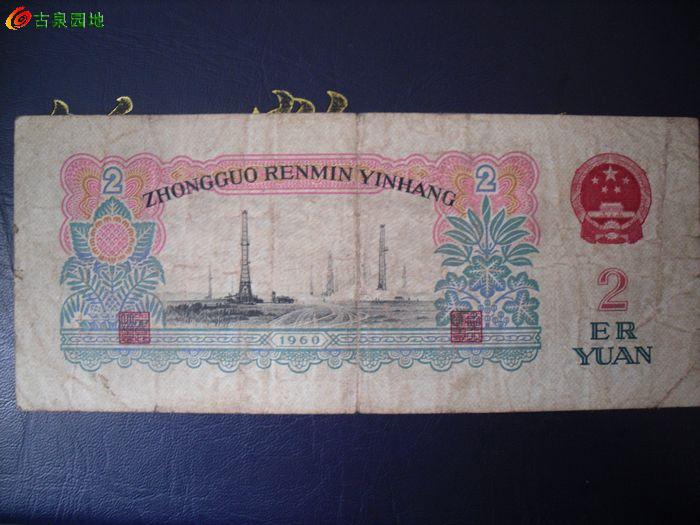 古泉园地
2
2
ZHONGGUO RENMIN YINHANG
1960
2
ER
YUAN